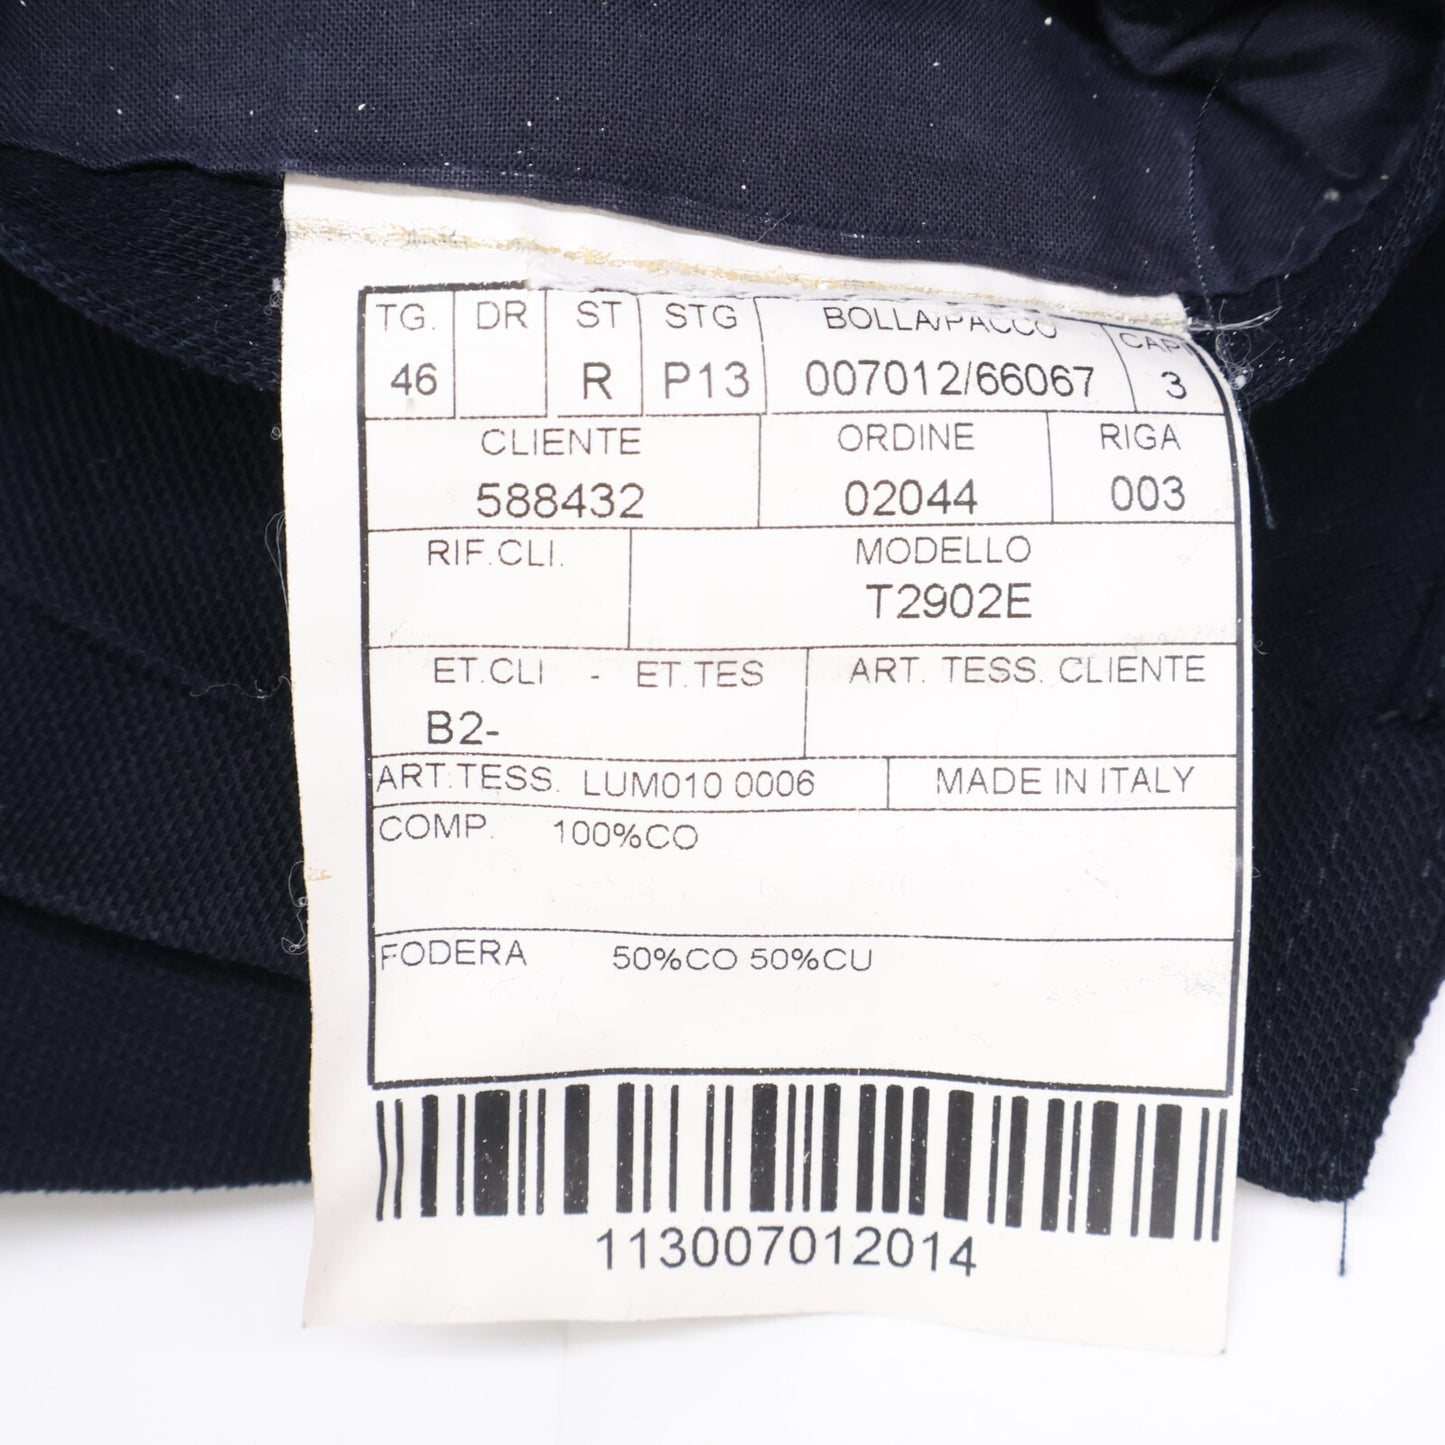 TG. DR ST STG BOLLA/PACCO CAPI
46 R P13 007012/66067 3
CLIENTE ORDINE RIGA
588432 02044 003
RIF.CLI. MODELLO
T2902E
ET.CLI - ET.TES ART. TESS. CLIENTE
B2-
ART.TESS. LUM010 0006 MADE IN ITALY
COMP. 100%CO
FODERA 50%CO 50%CU
113007012014